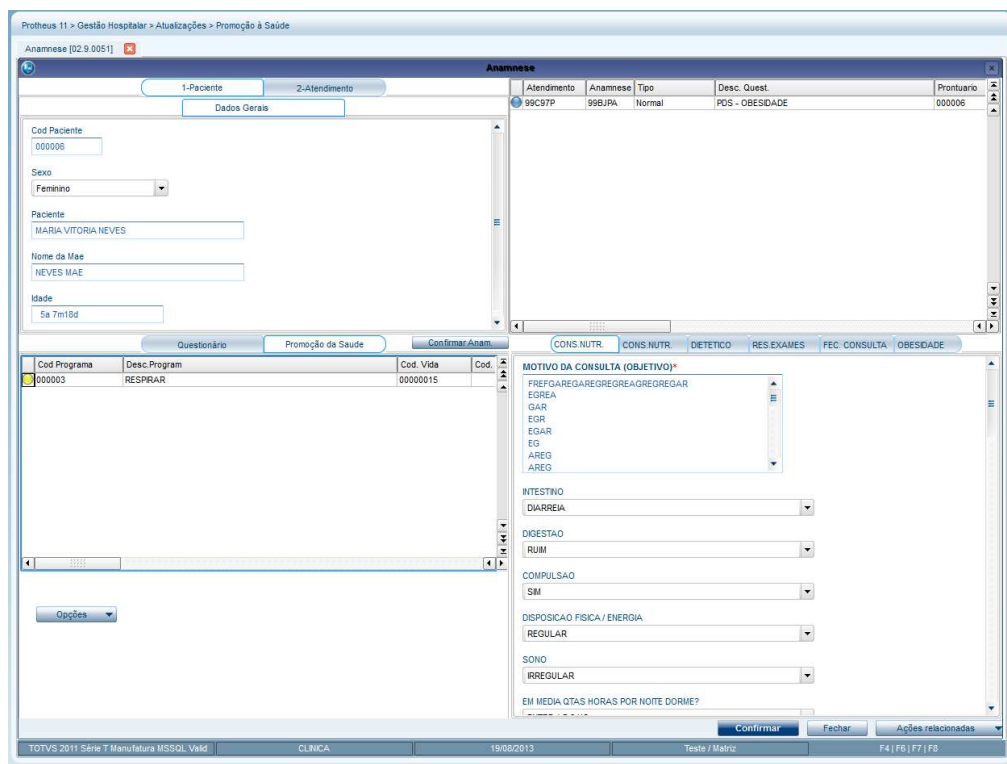 Protheus 11 > Gestão Hospitalar > Atualizações > Promoção à Saúde
Anamnese [02.9.0051]
Anamnese
1-Paciente 2-Atendimento
Dados Gerais
Cod Paciente
000006
Sexo
Feminino
Paciente
MARIA VITORIA NEVES
Nome da Mae
NEVES MAE
Idade
5a 7m18d
Atendimento Anamnese Tipo Desc. Quest. Prontuario
99C97P 99BJPA Normal PDS - OBESIDADE 000006
Questionário Promoção da Saude Confirmar Anam.
Cod Programa Desc.Program Cod. Vida Cod.
000003 RESPIRAR 00000015
Opções
CONS.NUTR. CONS.NUTR. DIETETICO RES.EXAMES FEC. CONSULTA OBESIDADE
MOTIVO DA CONSULTA (OBJETIVO)*
FREFGAREGAREGREGREAGREGREGAR
EGREA
GAR
EGR
EGAR
EG
AREG
AREG
INTESTINO
DIARREIA
DIGESTAO
RUIM
COMPULSAO
SIM
DISPOSICAO FISICA / ENERGIA
REGULAR
SONO
IRREGULAR
EM MEDIA QTAS HORAS POR NOITE DORME?
Confirmar Fechar Ações relacionadas
TOTVS 2011 Série T Manufatura MSSQL Valid CLINICA 19/08/2013 Teste / Matriz F4 | F6 | F7 | F8